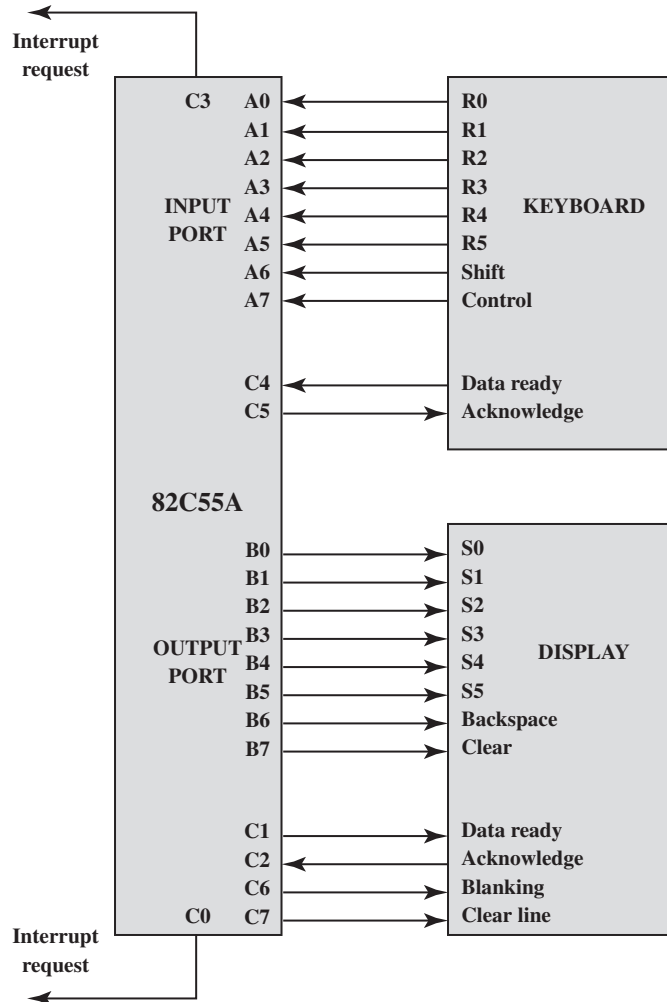 Interrupt
request
C3 A0 R0
A1 R1
A2 R2
A3 R3
INPUT
PORT
A4 R4
KEYBOARD
A5 R5
A6 Shift
A7 Control
C4 Data ready
C5 Acknowledge
82C55A
B0 S0
B1 S1
B2 S2
B3 S3
OUTPUT
PORT
B4 S4
DISPLAY
B5 S5
B6 Backspace
B7 Clear
C1 Data ready
C2 Acknowledge
C6 Blanking
C0 C7 Clear line
Interrupt
request